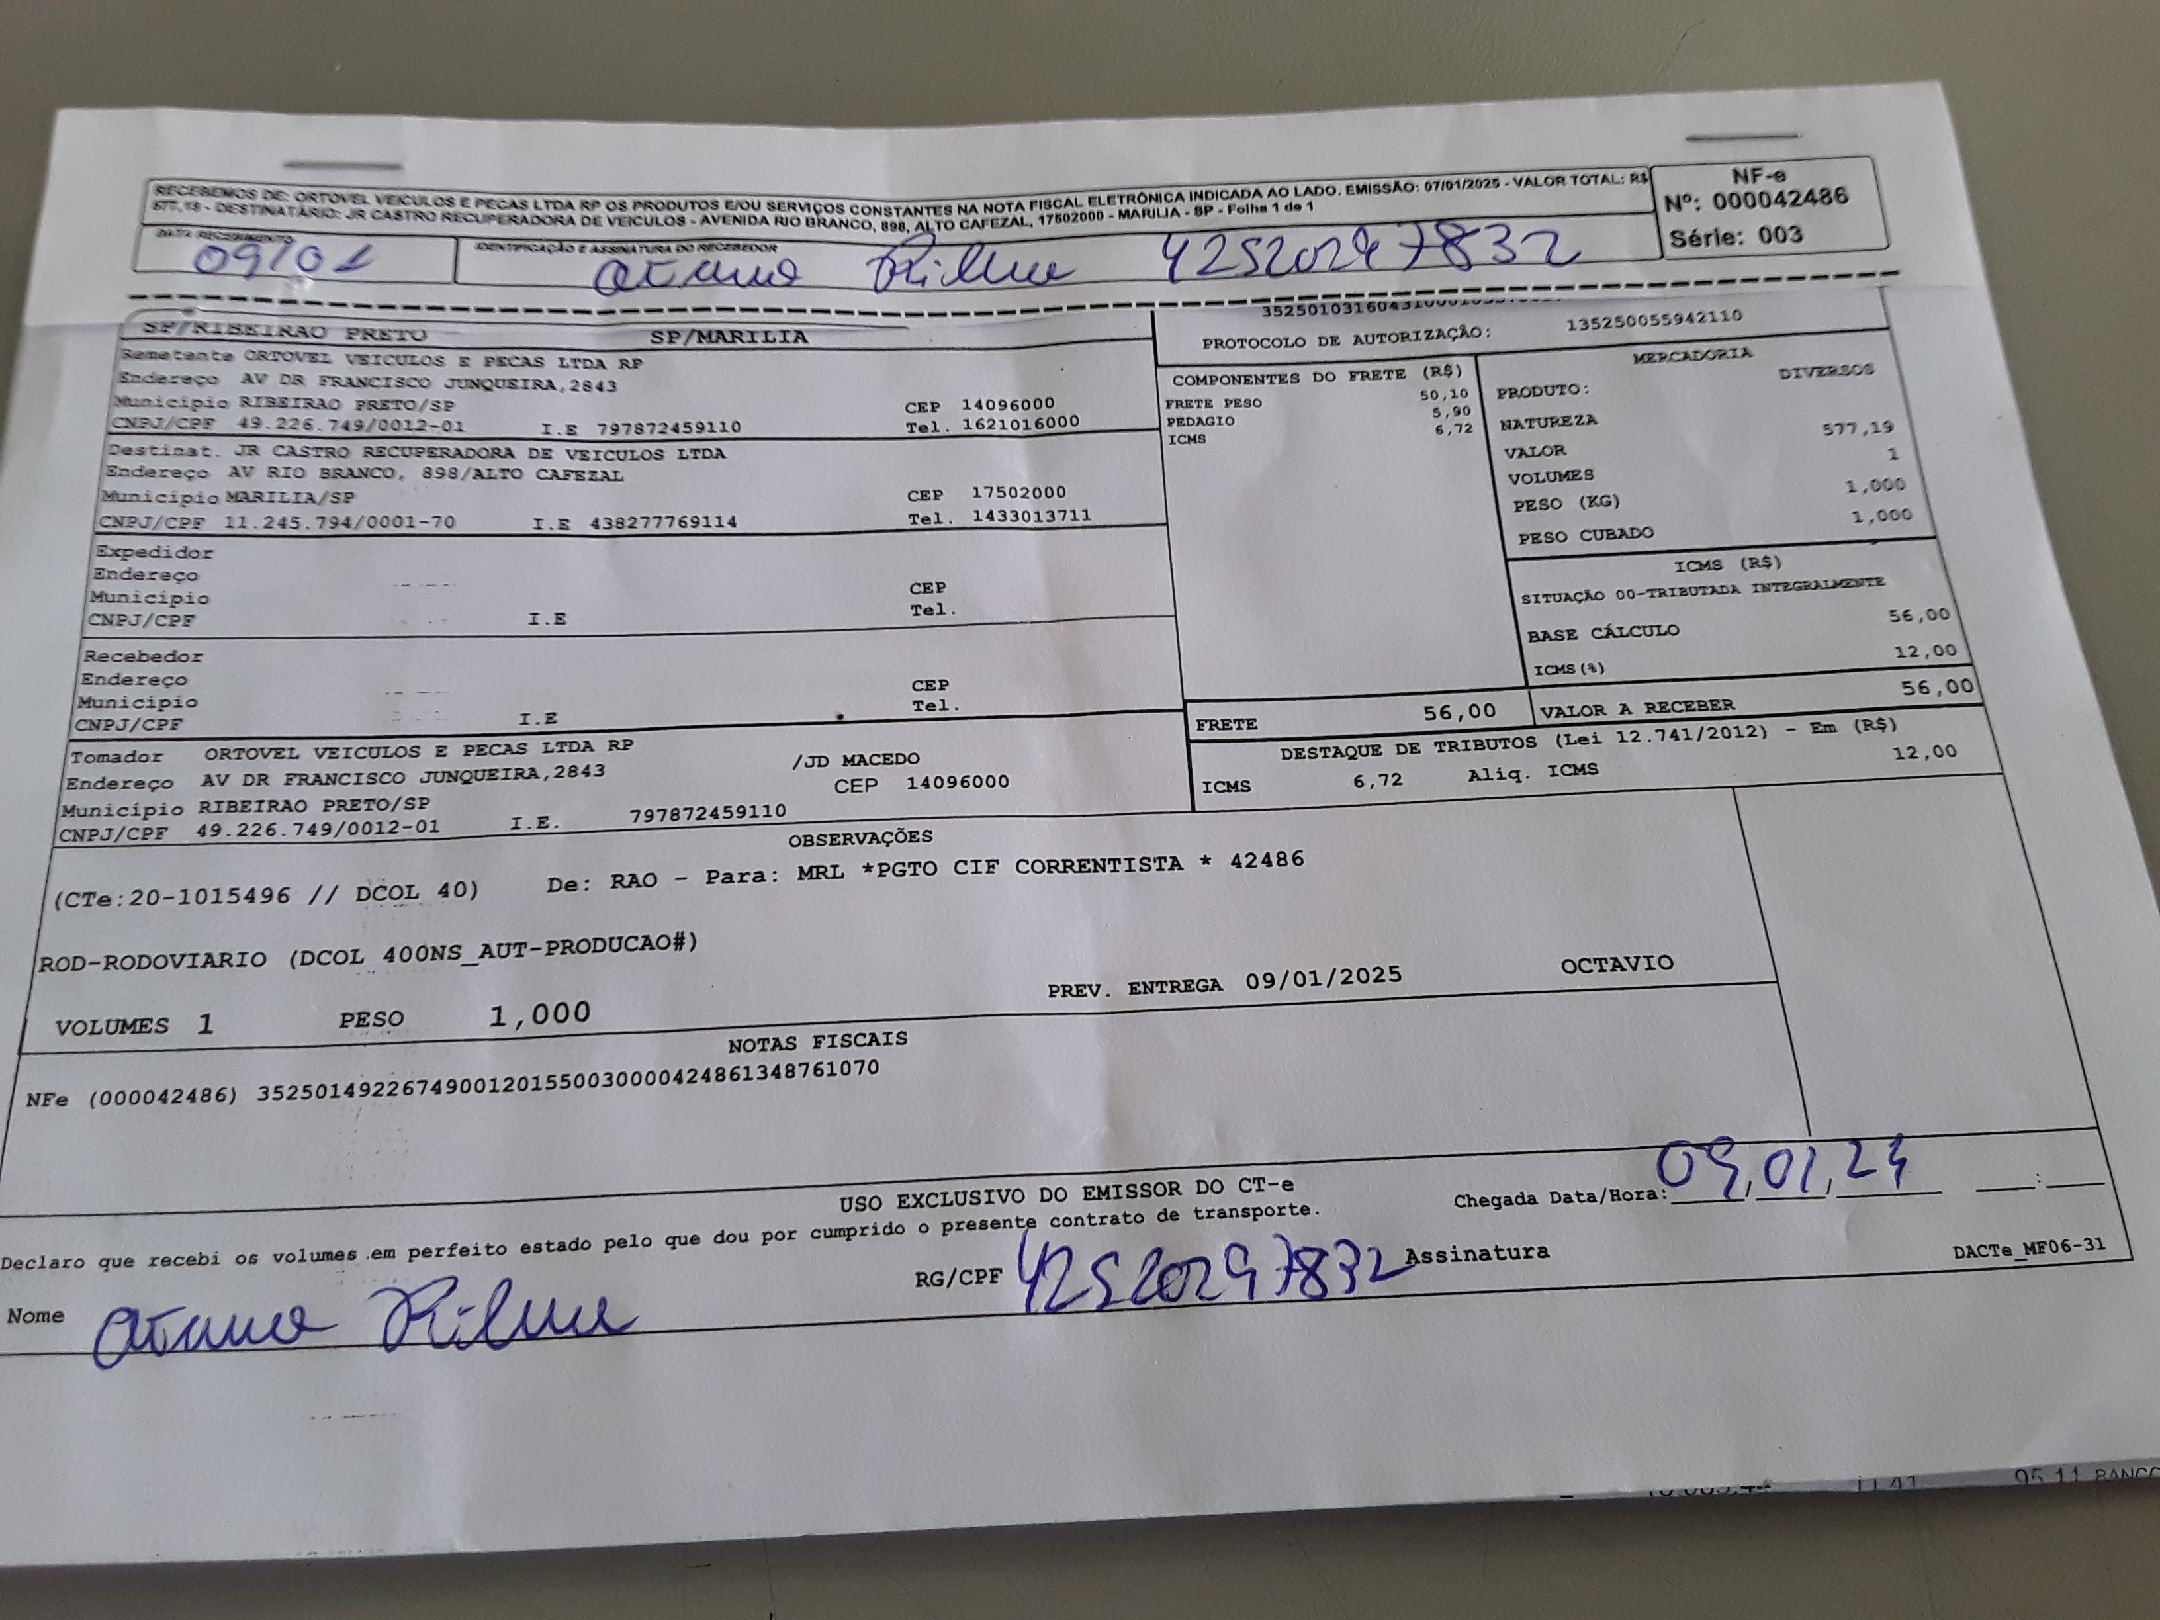 RECEBEMOS DE: ORTOVEL VEICULOS E PECAS LTDA RP OS PRODUTOS E/OU SERVIÇOS CONSTANTES NA NOTA FISCAL ELETRÔNICA INDICADA AO LADO. EMISSÃO: 07/01/2025 - VALOR TOTAL: R$
577,19 - DESTINATÁRIO: JR CASTRO RECUPERADORA DE VEICULOS - AVENIDA RIO BRANCO, 898, ALTO CAFEZAL, 17502000 - MARILIA - SP - Folha 1 de 1
NF-e
Nº: 000042486
Série: 003
DATA RECEBIMENTO
09/01
IDENTIFICAÇÃO E ASSINATURA DO RECEBEDOR
42520297832
SP/RIBEIRAO PRETO SP/MARILIA
Remetente ORTOVEL VEICULOS E PECAS LTDA RP
Endereço AV DR FRANCISCO JUNQUEIRA,2843
Município RIBEIRAO PRETO/SP CEP 14096000
CNPJ/CPF 49.226.749/0012-01 I.E 797872459110 Tel. 1621016000
Destinat. JR CASTRO RECUPERADORA DE VEICULOS LTDA
Endereço AV RIO BRANCO, 898/ALTO CAFEZAL
Município MARILIA/SP CEP 17502000
CNPJ/CPF 11.245.794/0001-70 I.E 438277769114 Tel. 1433013711
Expedidor
Endereço
Município CEP
CNPJ/CPF I.E Tel.
Recebedor
Endereço
Município CEP
CNPJ/CPF I.E Tel.
Tomador ORTOVEL VEICULOS E PECAS LTDA RP
Endereço AV DR FRANCISCO JUNQUEIRA,2843 /JD MACEDO
Município RIBEIRAO PRETO/SP CEP 14096000
CNPJ/CPF 49.226.749/0012-01 I.E. 797872459110
PROTOCOLO DE AUTORIZAÇÃO: 135250055942110
COMPONENTES DO FRETE (R$)
FRETE PESO 50,10
PEDAGIO 5,90
ICMS 6,72
MERCADORIA
PRODUTO: DIVERSOS
NATUREZA
VALOR 577,19
VOLUMES 1
PESO (KG) 1,000
PESO CUBADO 1,000
ICMS (R$)
SITUAÇÃO 00-TRIBUTADA INTEGRALMENTE
BASE CÁLCULO 56,00
ICMS(%) 12,00
FRETE 56,00 VALOR A RECEBER 56,00
DESTAQUE DE TRIBUTOS (Lei 12.741/2012) - Em (R$)
ICMS 6,72 Aliq. ICMS 12,00
OBSERVAÇÕES
(CTe:20-1015496 // DCOL 40) De: RAO - Para: MRL *PGTO CIF CORRENTISTA * 42486
ROD-RODOVIARIO (DCOL 400NS_AUT-PRODUCAO#)
VOLUMES 1 PESO 1,000 PREV. ENTREGA 09/01/2025 OCTAVIO
NOTAS FISCAIS
NFe (000042486) 35250149226749001201550030000424861348761070
USO EXCLUSIVO DO EMISSOR DO CT-e
Declaro que recebi os volumes em perfeito estado pelo que dou por cumprido o presente contrato de transporte.
Chegada Data/Hora: 09,01,24 :
Nome
RG/CPF 42520297832 Assinatura
DACTe_MF06-31